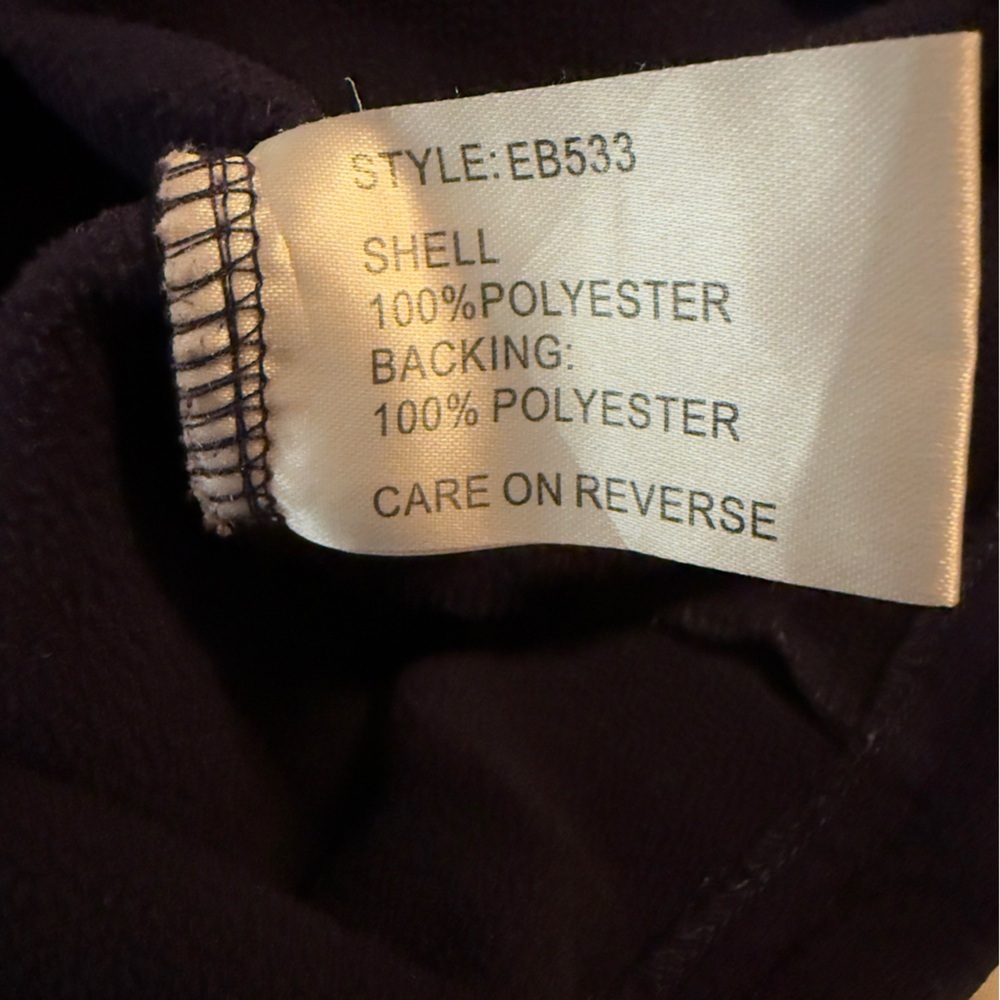 STYLE: EB533
SHELL
100%POLYESTER
BACKING:
100% POLYESTER
CARE ON REVERSE